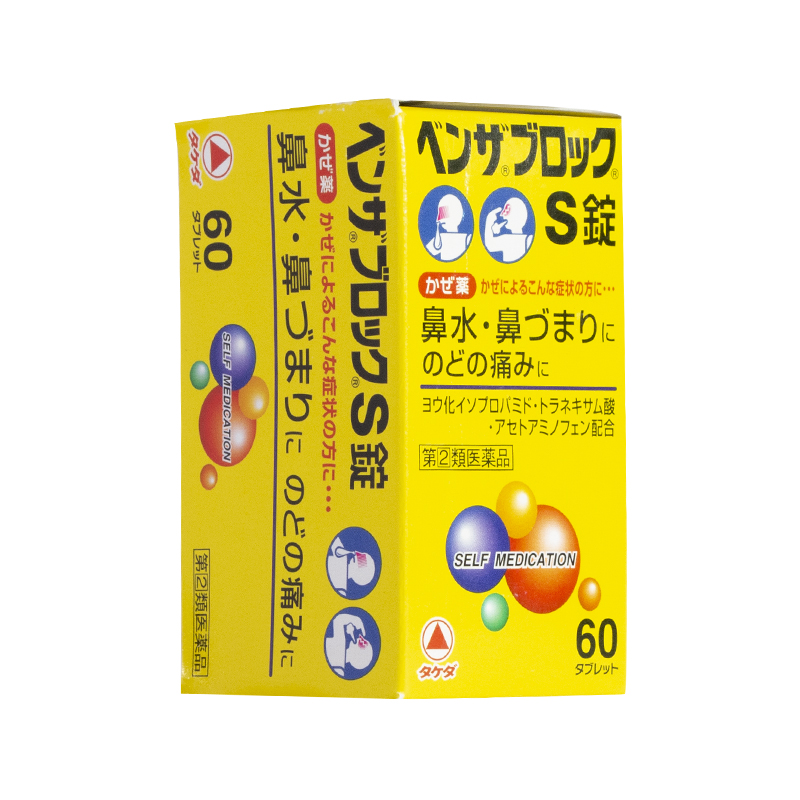 ベンザ®ブロック®
S錠
かぜ薬 かぜによるこんな症状の方に…
鼻水・鼻づまりに
のどの痛みに
ヨウ化イソプロパミド・トラネキサム酸
・アセトアミノフェン配合
第②類医薬品
SELF MEDICATION
タケダ
60
タブレット
ベンザ®ブロック®S錠
かぜ薬 かぜによるこんな症状の方に…
鼻水・鼻づまりに のどの痛みに
タケダ
60
タブレット
SELF MEDICATION
第②類医薬品